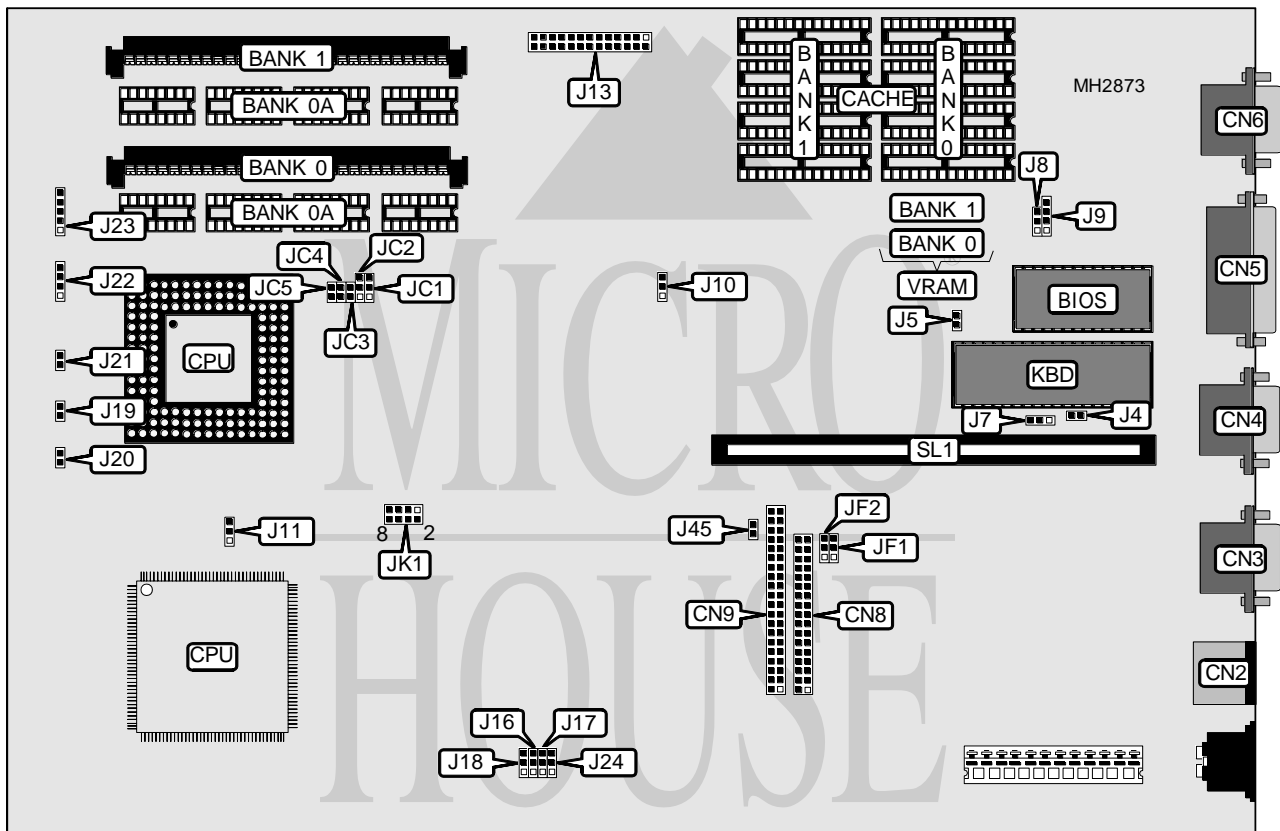 BANK 1
BANK 0A
BANK 0
BANK 0A
J13
BANK1
CACHE
BANK0
MH2873
CN6
J8
J9
BANK 1
BANK 0
VRAM
CN5
J23
J22
JC4
JC2
JC5
JC1
JC3
J10
BIOS
J5
CPU
J21
KBD
J19
J7
J4
CN4
J20
SL1
MICRO
J11
8
2
JK1
J45
JF2
JF1
CN3
HOUSE
CPU
CN9
CN8
CN2
J16
J17
J18
J24